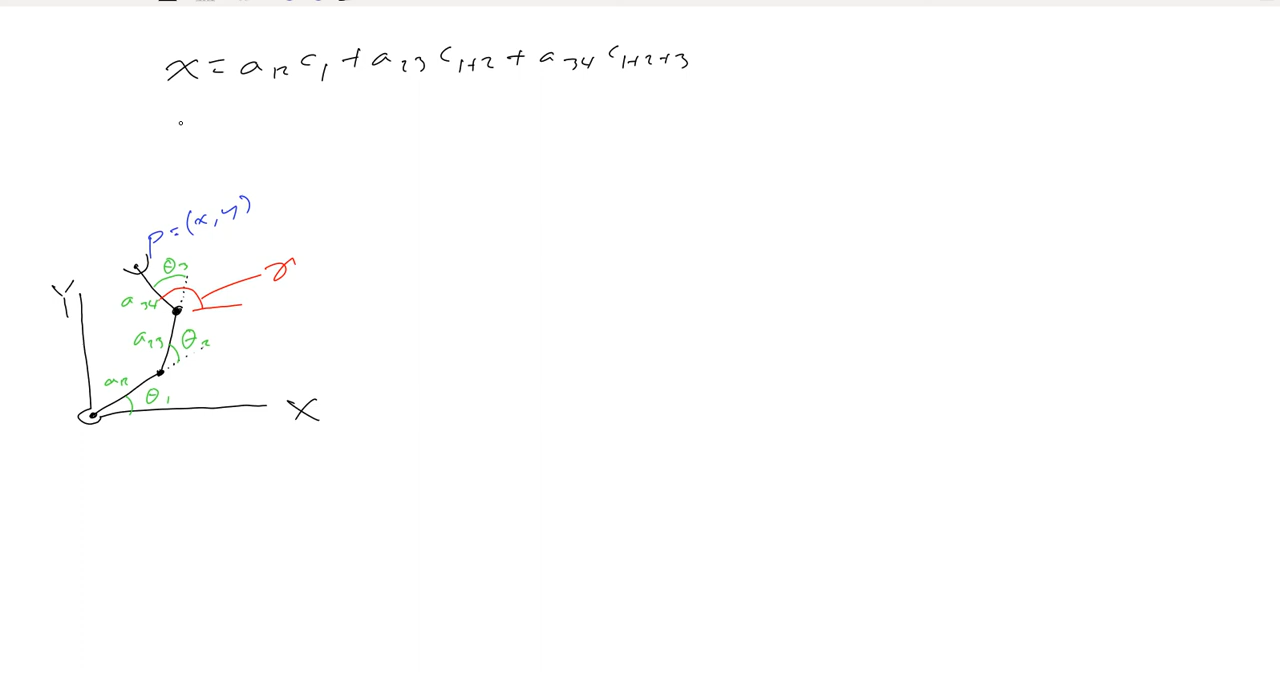 x = a₁₂ c₁ + a₂₃ c₁₊₂ + a₃₄ c₁₊₂₊₃
P = (x, y)
θ₃
γ
Y
a₃₄
a₂₃ θ₂
a₁₂
θ₁
X